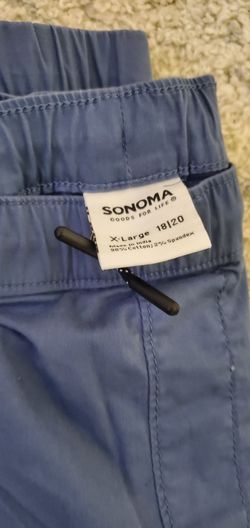 SONOMA
GOODS FOR LIFE®
X-Large 18|20
Made in India
98% Cotton/2% Spandex